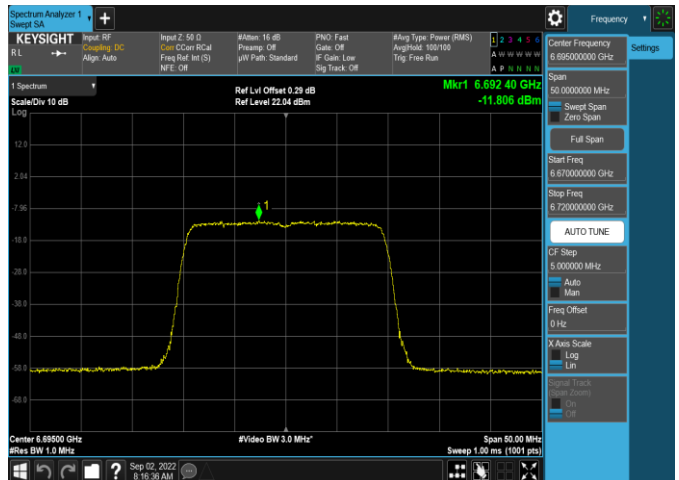 Spectrum Analyzer 1
Swept SA
Frequency
KEYSIGHT
Input: RF
Input Z: 50 Ω
#Atten: 16 dB
PNO: Fast
#Avg Type: Power (RMS)
1 2 3 4 5 6
RL
Coupling: DC
Corr CCorr RCal
Preamp: Off
Gate: Off
Avg|Hold: 100/100
A W W W W W
Align: Auto
Freq Ref: Int (S)
µW Path: Standard
IF Gain: Low
Trig: Free Run
NFE: Off
Sig Track: Off
A P N N N N
Center Frequency
6.695000000 GHz
Settings
Span
50.0000000 MHz
Swept Span
Zero Span
Full Span
Start Freq
6.670000000 GHz
Stop Freq
6.720000000 GHz
AUTO TUNE
CF Step
5.000000 MHz
Auto
Man
Freq Offset
0 Hz
X Axis Scale
Log
Lin
Signal Track
(Span Zoom)
On
Off
1 Spectrum
Scale/Div 10 dB
Log
Ref Lvl Offset 0.29 dB
Ref Level 22.04 dBm
Mkr1 6.692 40 GHz
-11.806 dBm
12.0
2.04
-7.96
-18.0
-28.0
-38.0
-48.0
-58.0
-68.0
1
Center 6.69500 GHz
#Video BW 3.0 MHz*
Span 50.00 MHz
#Res BW 1.0 MHz
Sweep 1.00 ms (1001 pts)
?
Sep 02, 2022
8:16:36 AM